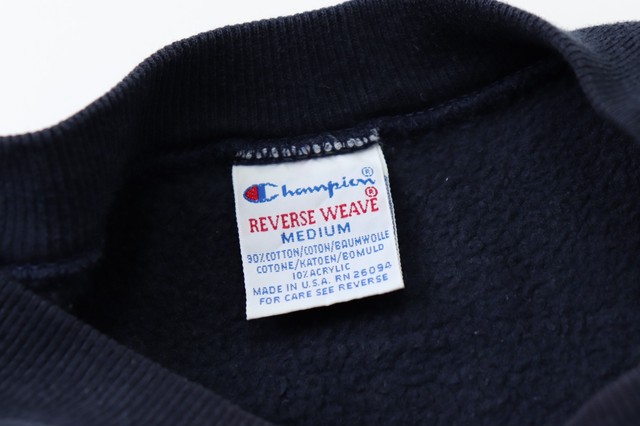 Champion®
REVERSE WEAVE®
MEDIUM
90% COTTON/COTON/BAUMWOLLE
COTONE/KATOEN/BOMULD
10% ACRYLIC
MADE IN U.S.A. RN 26094
FOR CARE SEE REVERSE